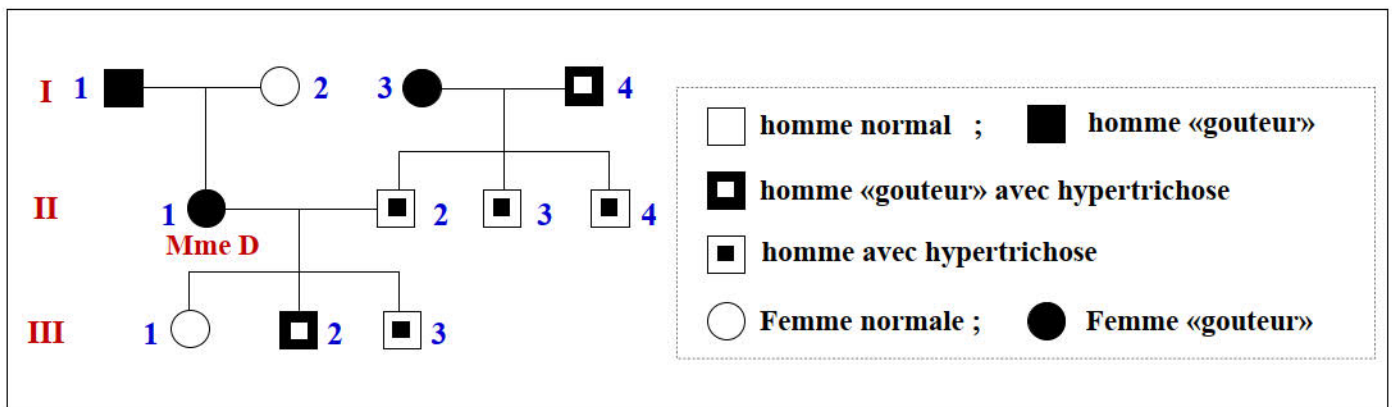 I 1 2 3 4
homme normal ; homme «gouteur»
homme «gouteur» avec hypertrichose
II 1 2 3 4
Mme D
homme avec hypertrichose
III 1 2 3
Femme normale ; Femme «gouteur»